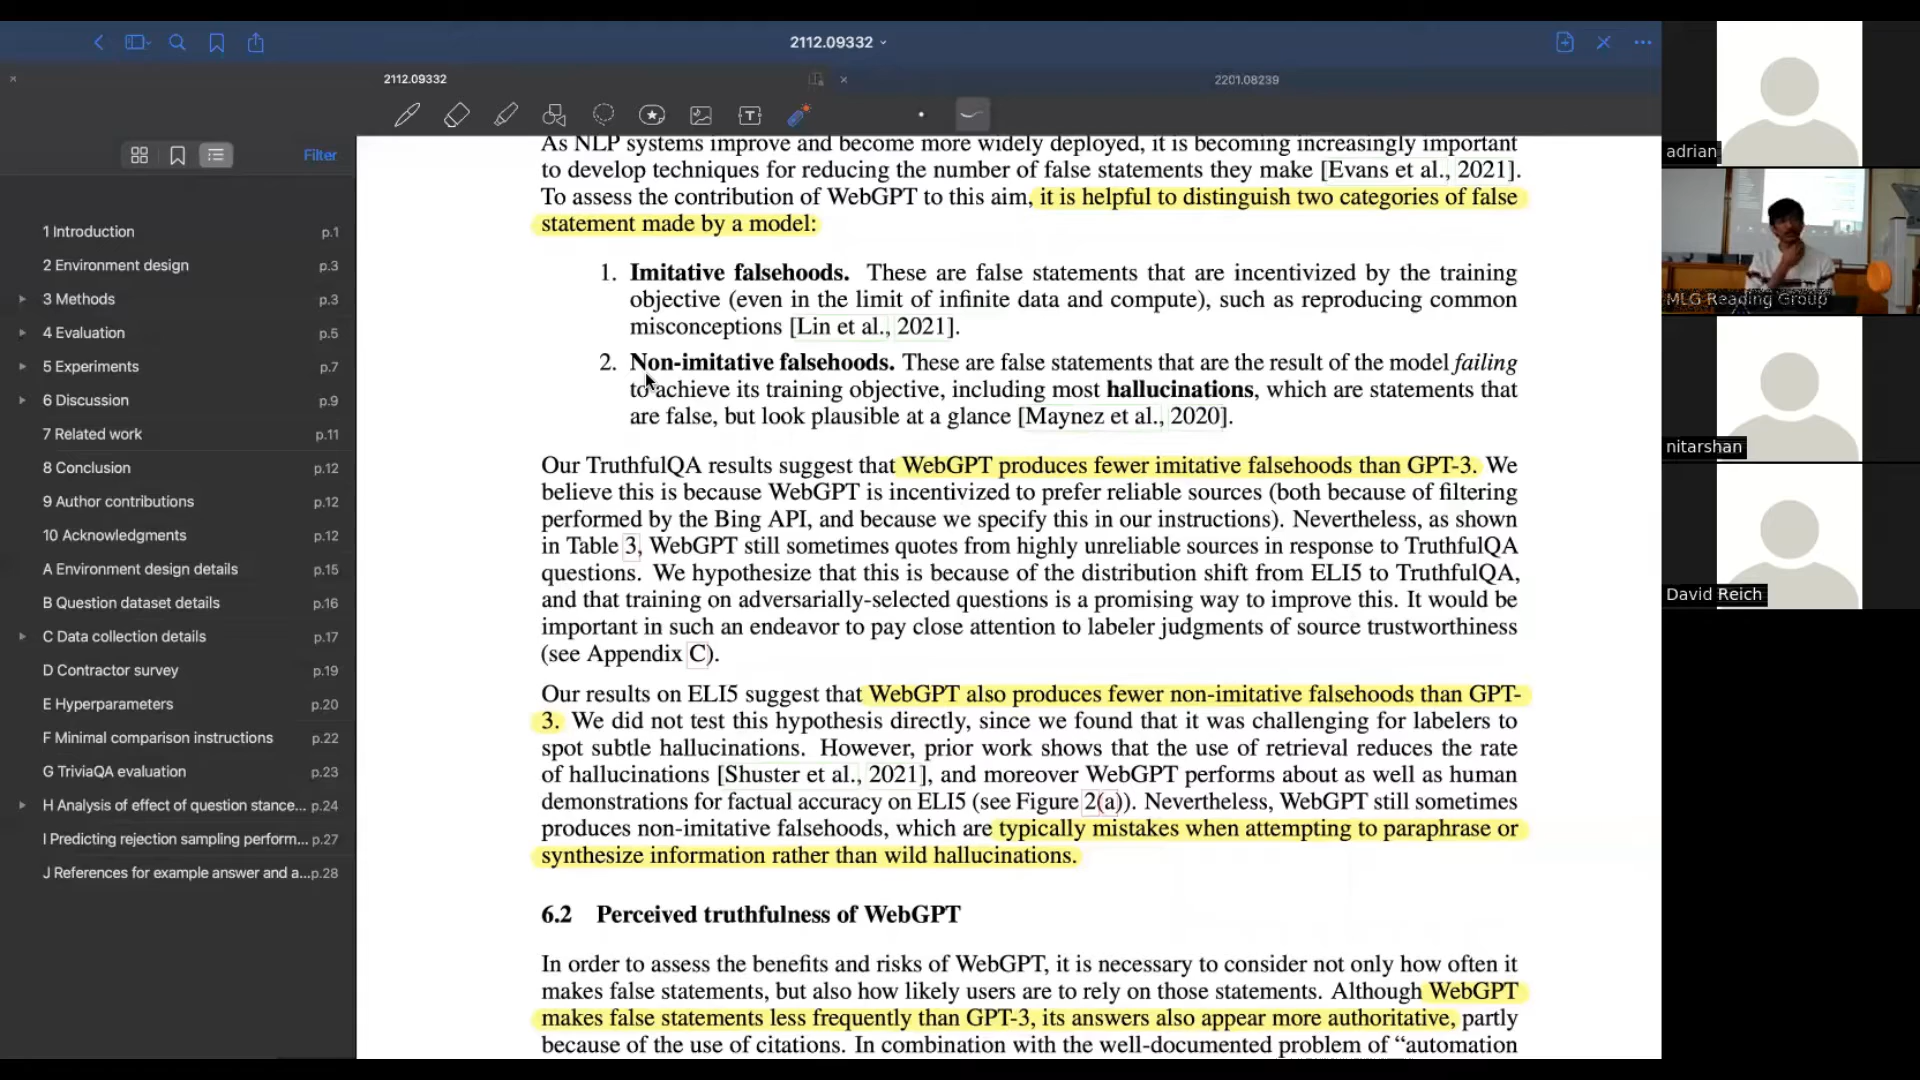 2112.09332
2112.09332
2201.08239
Filter
1 Introduction p.1
2 Environment design p.3
3 Methods p.3
4 Evaluation p.5
5 Experiments p.7
6 Discussion p.9
7 Related work p.11
8 Conclusion p.12
9 Author contributions p.12
10 Acknowledgments p.12
A Environment design details p.15
B Question dataset details p.16
C Data collection details p.17
D Contractor survey p.19
E Hyperparameters p.20
F Minimal comparison instructions p.22
G TriviaQA evaluation p.23
H Analysis of effect of question stance... p.24
I Predicting rejection sampling perform... p.27
J References for example answer and a...p.28
As NLP systems improve and become more widely deployed, it is becoming increasingly important
to develop techniques for reducing the number of false statements they make [Evans et al., 2021].
To assess the contribution of WebGPT to this aim, it is helpful to distinguish two categories of false
statement made by a model:
1. Imitative falsehoods. These are false statements that are incentivized by the training
objective (even in the limit of infinite data and compute), such as reproducing common
misconceptions [Lin et al., 2021].
2. Non-imitative falsehoods. These are false statements that are the result of the model failing
to achieve its training objective, including most hallucinations, which are statements that
are false, but look plausible at a glance [Maynez et al., 2020].
Our TruthfulQA results suggest that WebGPT produces fewer imitative falsehoods than GPT-3. We
believe this is because WebGPT is incentivized to prefer reliable sources (both because of filtering
performed by the Bing API, and because we specify this in our instructions). Nevertheless, as shown
in Table 3, WebGPT still sometimes quotes from highly unreliable sources in response to TruthfulQA
questions. We hypothesize that this is because of the distribution shift from ELI5 to TruthfulQA,
and that training on adversarially-selected questions is a promising way to improve this. It would be
important in such an endeavor to pay close attention to labeler judgments of source trustworthiness
(see Appendix C).
Our results on ELI5 suggest that WebGPT also produces fewer non-imitative falsehoods than GPT-
3. We did not test this hypothesis directly, since we found that it was challenging for labelers to
spot subtle hallucinations. However, prior work shows that the use of retrieval reduces the rate
of hallucinations [Shuster et al., 2021], and moreover WebGPT performs about as well as human
demonstrations for factual accuracy on ELI5 (see Figure 2(a)). Nevertheless, WebGPT still sometimes
produces non-imitative falsehoods, which are typically mistakes when attempting to paraphrase or
synthesize information rather than wild hallucinations.
6.2 Perceived truthfulness of WebGPT
In order to assess the benefits and risks of WebGPT, it is necessary to consider not only how often it
makes false statements, but also how likely users are to rely on those statements. Although WebGPT
makes false statements less frequently than GPT-3, its answers also appear more authoritative, partly
because of the use of citations. In combination with the well-documented problem of “automation
adrian
MLG Reading Group
nitarshan
David Reich